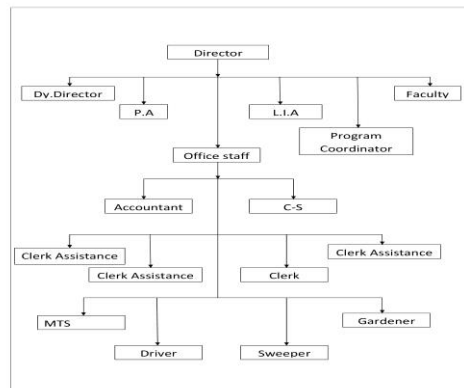 Director
Dy.Director
Faculty
P.A
L.I.A
Program
Coordinator
Office staff
Accountant
C-S
Clerk Assistance
Clerk Assistance
Clerk
Clerk Assistance
MTS
Gardener
Driver
Sweeper